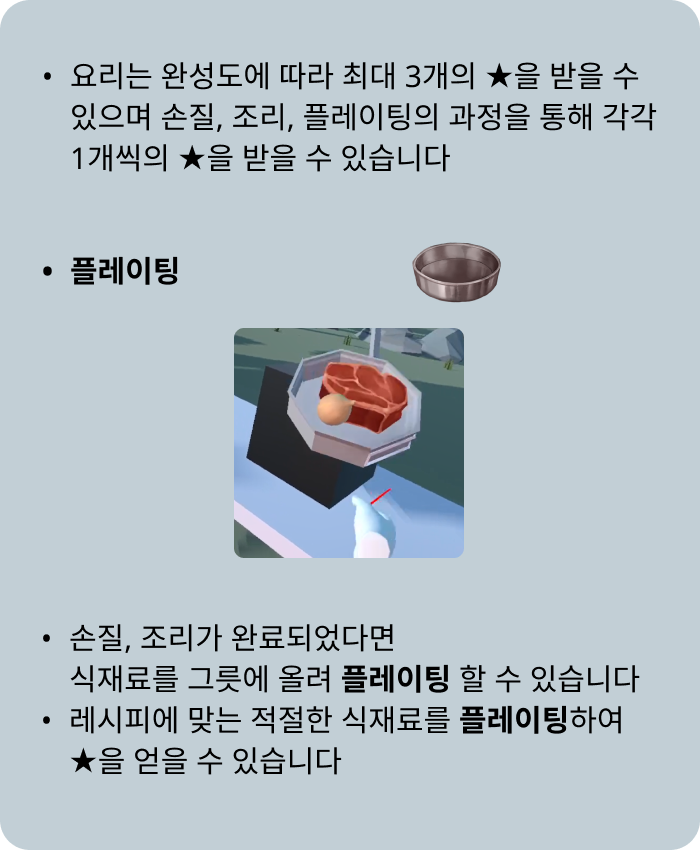 • 요리는 완성도에 따라 최대 3개의 ★을 받을 수
있으며 손질, 조리, 플레이팅의 과정을 통해 각각
1개씩의 ★을 받을 수 있습니다
• 플레이팅
• 손질, 조리가 완료되었다면
식재료를 그릇에 올려 플레이팅 할 수 있습니다
• 레시피에 맞는 적절한 식재료를 플레이팅하여
★을 얻을 수 있습니다